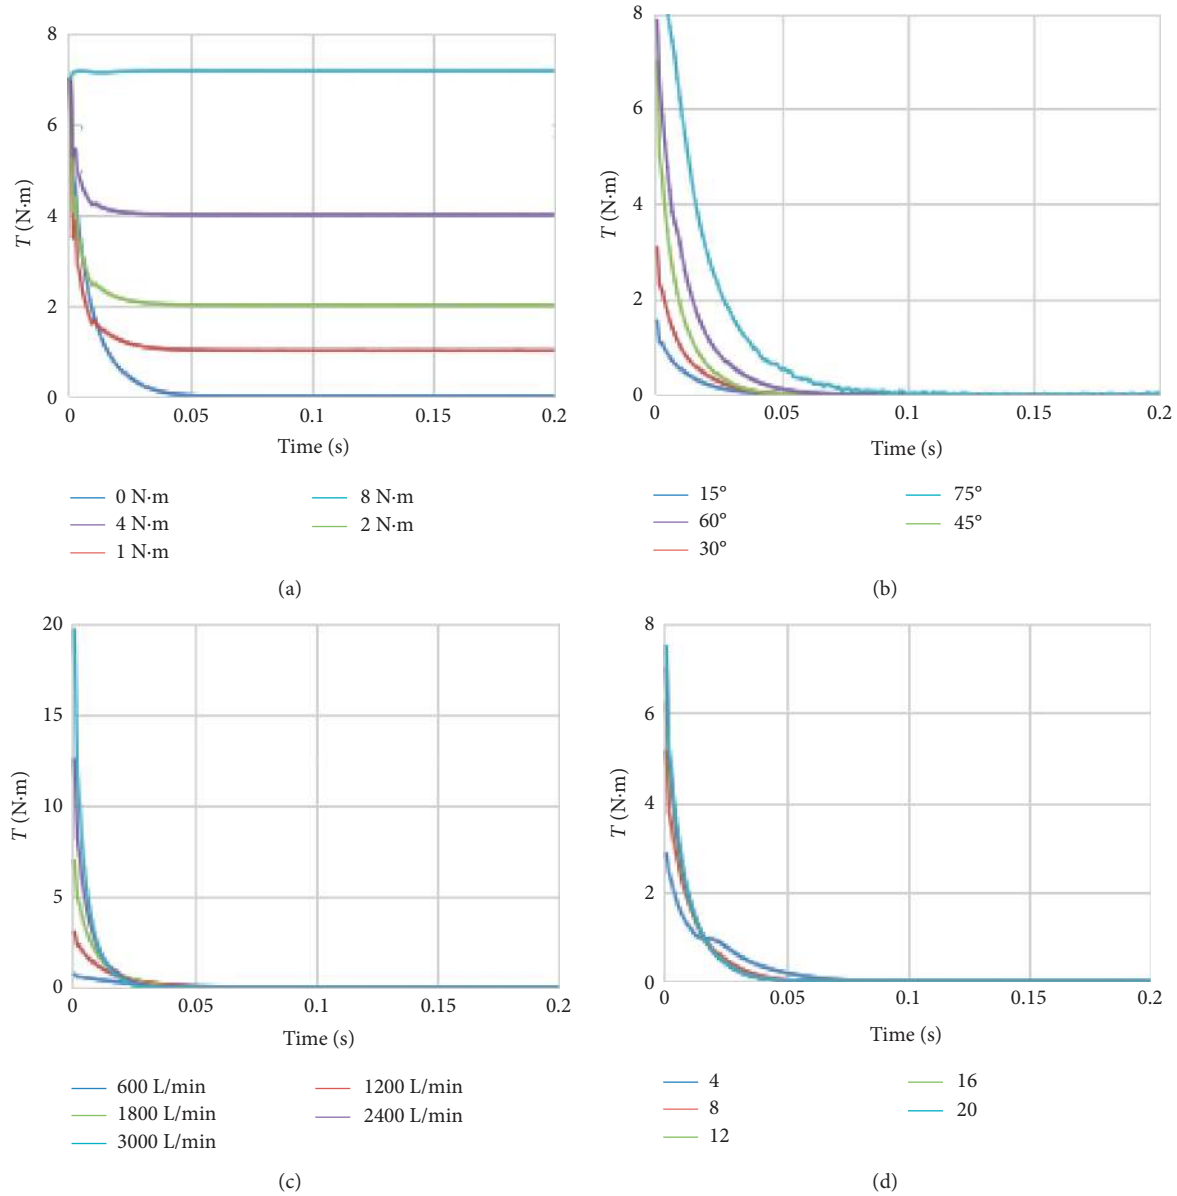 8
6
4
2
0
T (N·m)
0 0.05 0.1 0.15 0.2
Time (s)
0 N·m 8 N·m
4 N·m 2 N·m
1 N·m
(a)
8
6
4
2
0
T (N·m)
0 0.05 0.1 0.15 0.2
Time (s)
15° 75°
60° 45°
30°
(b)
20
15
10
5
0
T (N·m)
0 0.05 0.1 0.15 0.2
Time (s)
600 L/min 1200 L/min
1800 L/min 2400 L/min
3000 L/min
(c)
8
6
4
2
0
T (N·m)
0 0.05 0.1 0.15 0.2
Time (s)
4 16
8 20
12
(d)